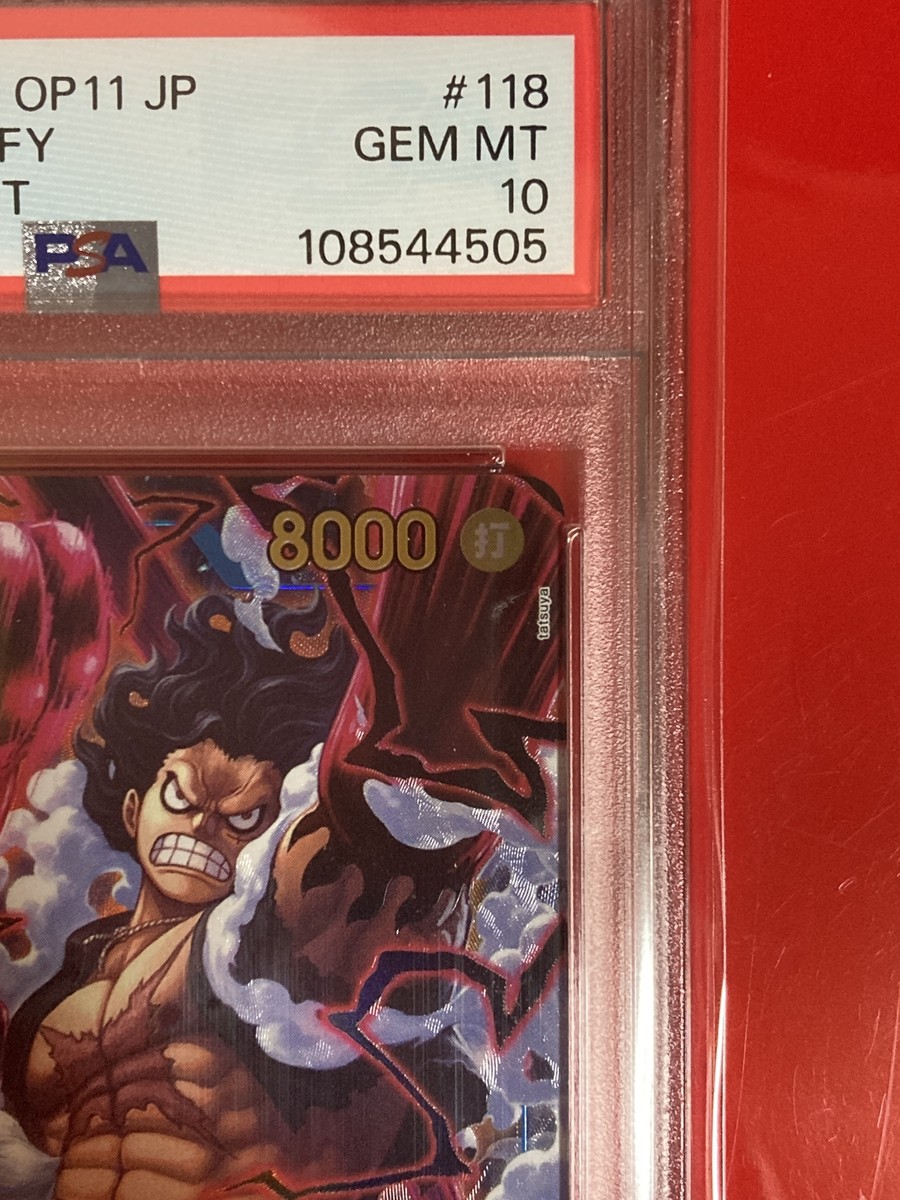 OP11 JP #118
FY GEM MT
T 10
PSA 108544505
8000 打
tatsuya